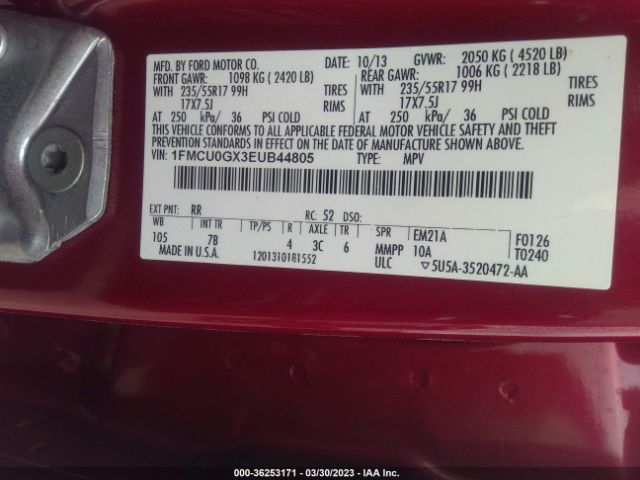 MFD. BY FORD MOTOR CO. DATE: 10/13 GVWR: 2050 KG ( 4520 LB)
FRONT GAWR: 1098 KG ( 2420 LB) REAR GAWR: 1006 KG ( 2218 LB)
WITH 235/55R17 99H TIRES WITH 235/55R17 99H TIRES
17X7.5J RIMS 17X7.5J RIMS
AT 250 kPa/ 36 PSI COLD AT 250 kPa/ 36 PSI COLD
THIS VEHICLE CONFORMS TO ALL APPLICABLE FEDERAL MOTOR VEHICLE SAFETY AND BUMPER
STANDARDS AND THEFT PREVENTION STANDARD IN EFFECT ON THE DATE OF MANUFACTURE SHOWN ABOVE.
VIN: 1FMCU0GX3EUB44805 TYPE: MPV
EXT PNT: RR RC: 52 DSO:
WB INT TR TP/PS R AXLE TR SPR EM21A F0126
105 7B 4 3C 6 MMPP 10A T0240
MADE IN U.S.A. 1201310181552 ULC ▽5U5A-3520472-AA
000-36253171 - 03/30/2023 - IAA Inc.